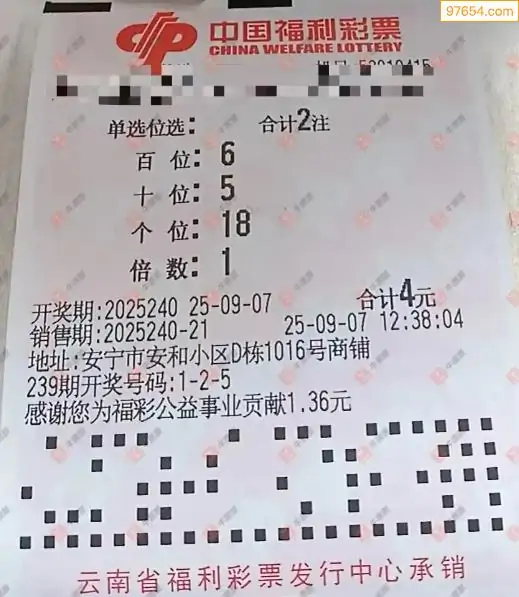 97654.com
中国福利彩票
CHINA WELFARE LOTTERY
单选位选: 合计2注
百 位: 6
十 位: 5
个 位: 18
倍 数: 1
开奖期:2025240 25-09-07 合计4元
销售期:2025240-21 25-09-07 12:38:04
地址:安宁市安和小区D栋1016号商铺
239期开奖号码:1-2-5
感谢您为福彩公益事业贡献1.36元
云南省福利彩票发行中心承销